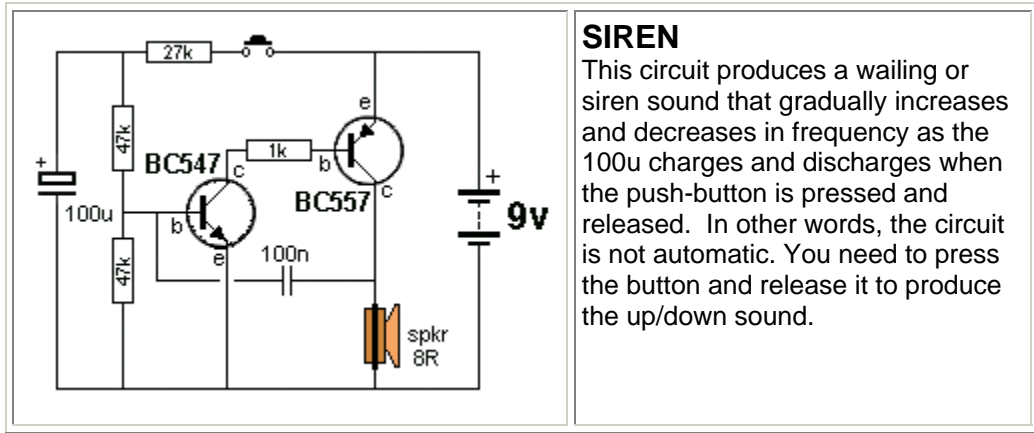 27k
47k
BC547
c
1k
b
e
BC557
c
+
100u
b
e
47k
100n
+
9v
spkr
8R
SIREN
This circuit produces a wailing or
siren sound that gradually increases
and decreases in frequency as the
100u charges and discharges when
the push-button is pressed and
released.  In other words, the circuit
is not automatic. You need to press
the button and release it to produce
the up/down sound.